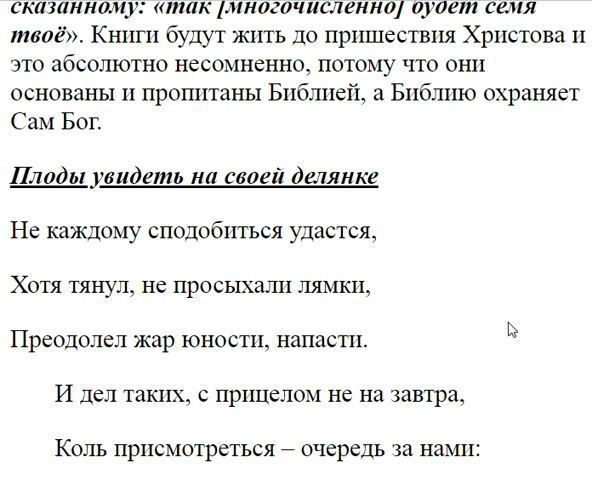 сказанному: «так [многочисленно] будет семя
твоё». Книги будут жить до пришествия Христова и
это абсолютно несомненно, потому что они
основаны и пропитаны Библией, а Библию охраняет
Сам Бог.
Плоды увидеть на своей делянке
Не каждому сподобиться удастся,
Хотя тянул, не просыхали лямки,
Преодолел жар юности, напасти.
И дел таких, с прицелом не на завтра,
Коль присмотреться – очередь за нами: